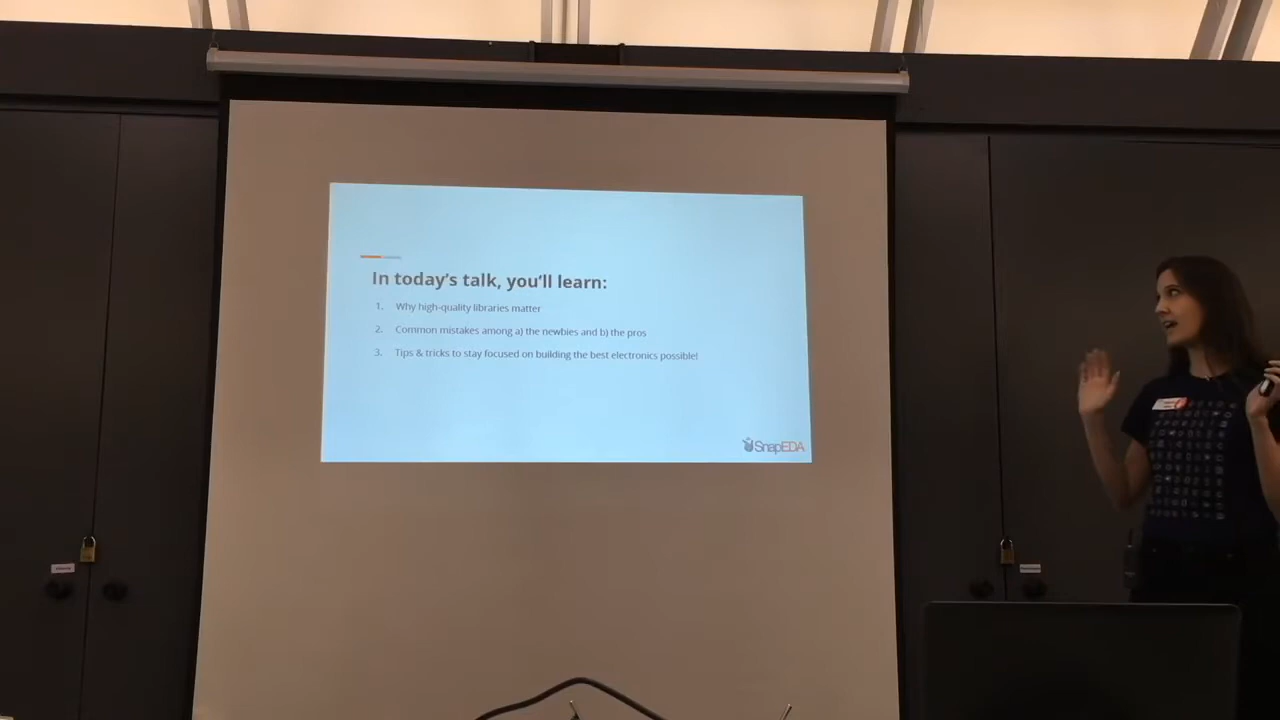 In today's talk, you'll learn:
1. Why high-quality libraries matter
2. Common mistakes among a) the newbies and b) the pros
3. Tips & tricks to stay focused on building the best electronics possible!
SnapEDA